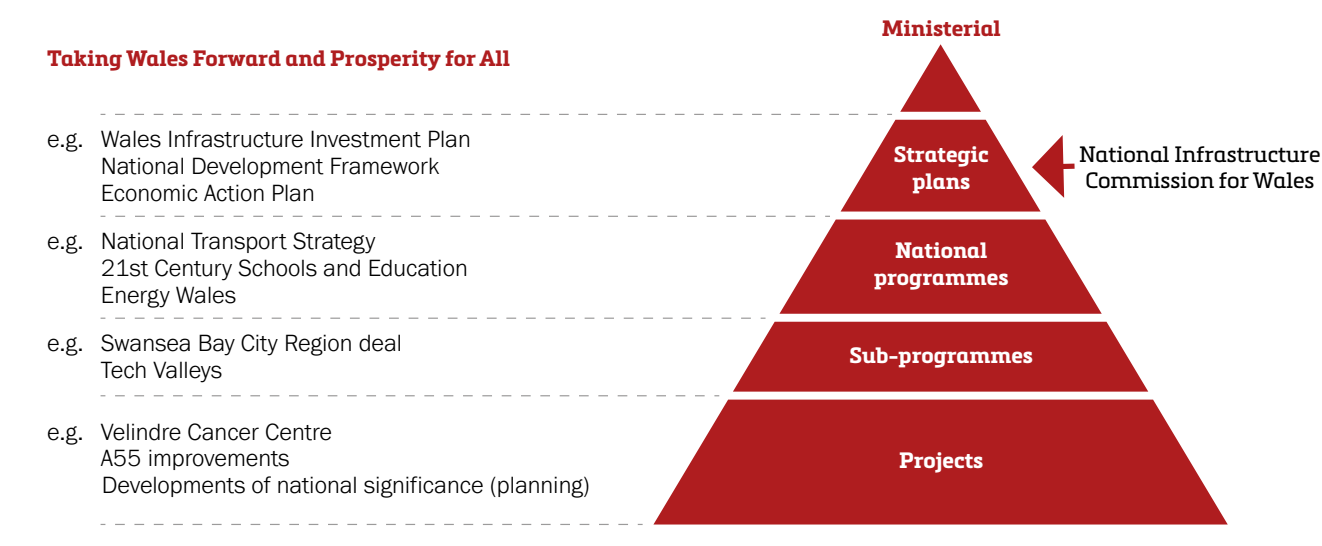 Ministerial
Taking Wales Forward and Prosperity for All
e.g. Wales Infrastructure Investment Plan
National Development Framework
Economic Action Plan
Strategic
plans
National Infrastructure
Commission for Wales
e.g. National Transport Strategy
21st Century Schools and Education
Energy Wales
National
programmes
e.g. Swansea Bay City Region deal
Tech Valleys
Sub-programmes
e.g. Velindre Cancer Centre
A55 improvements
Developments of national significance (planning)
Projects